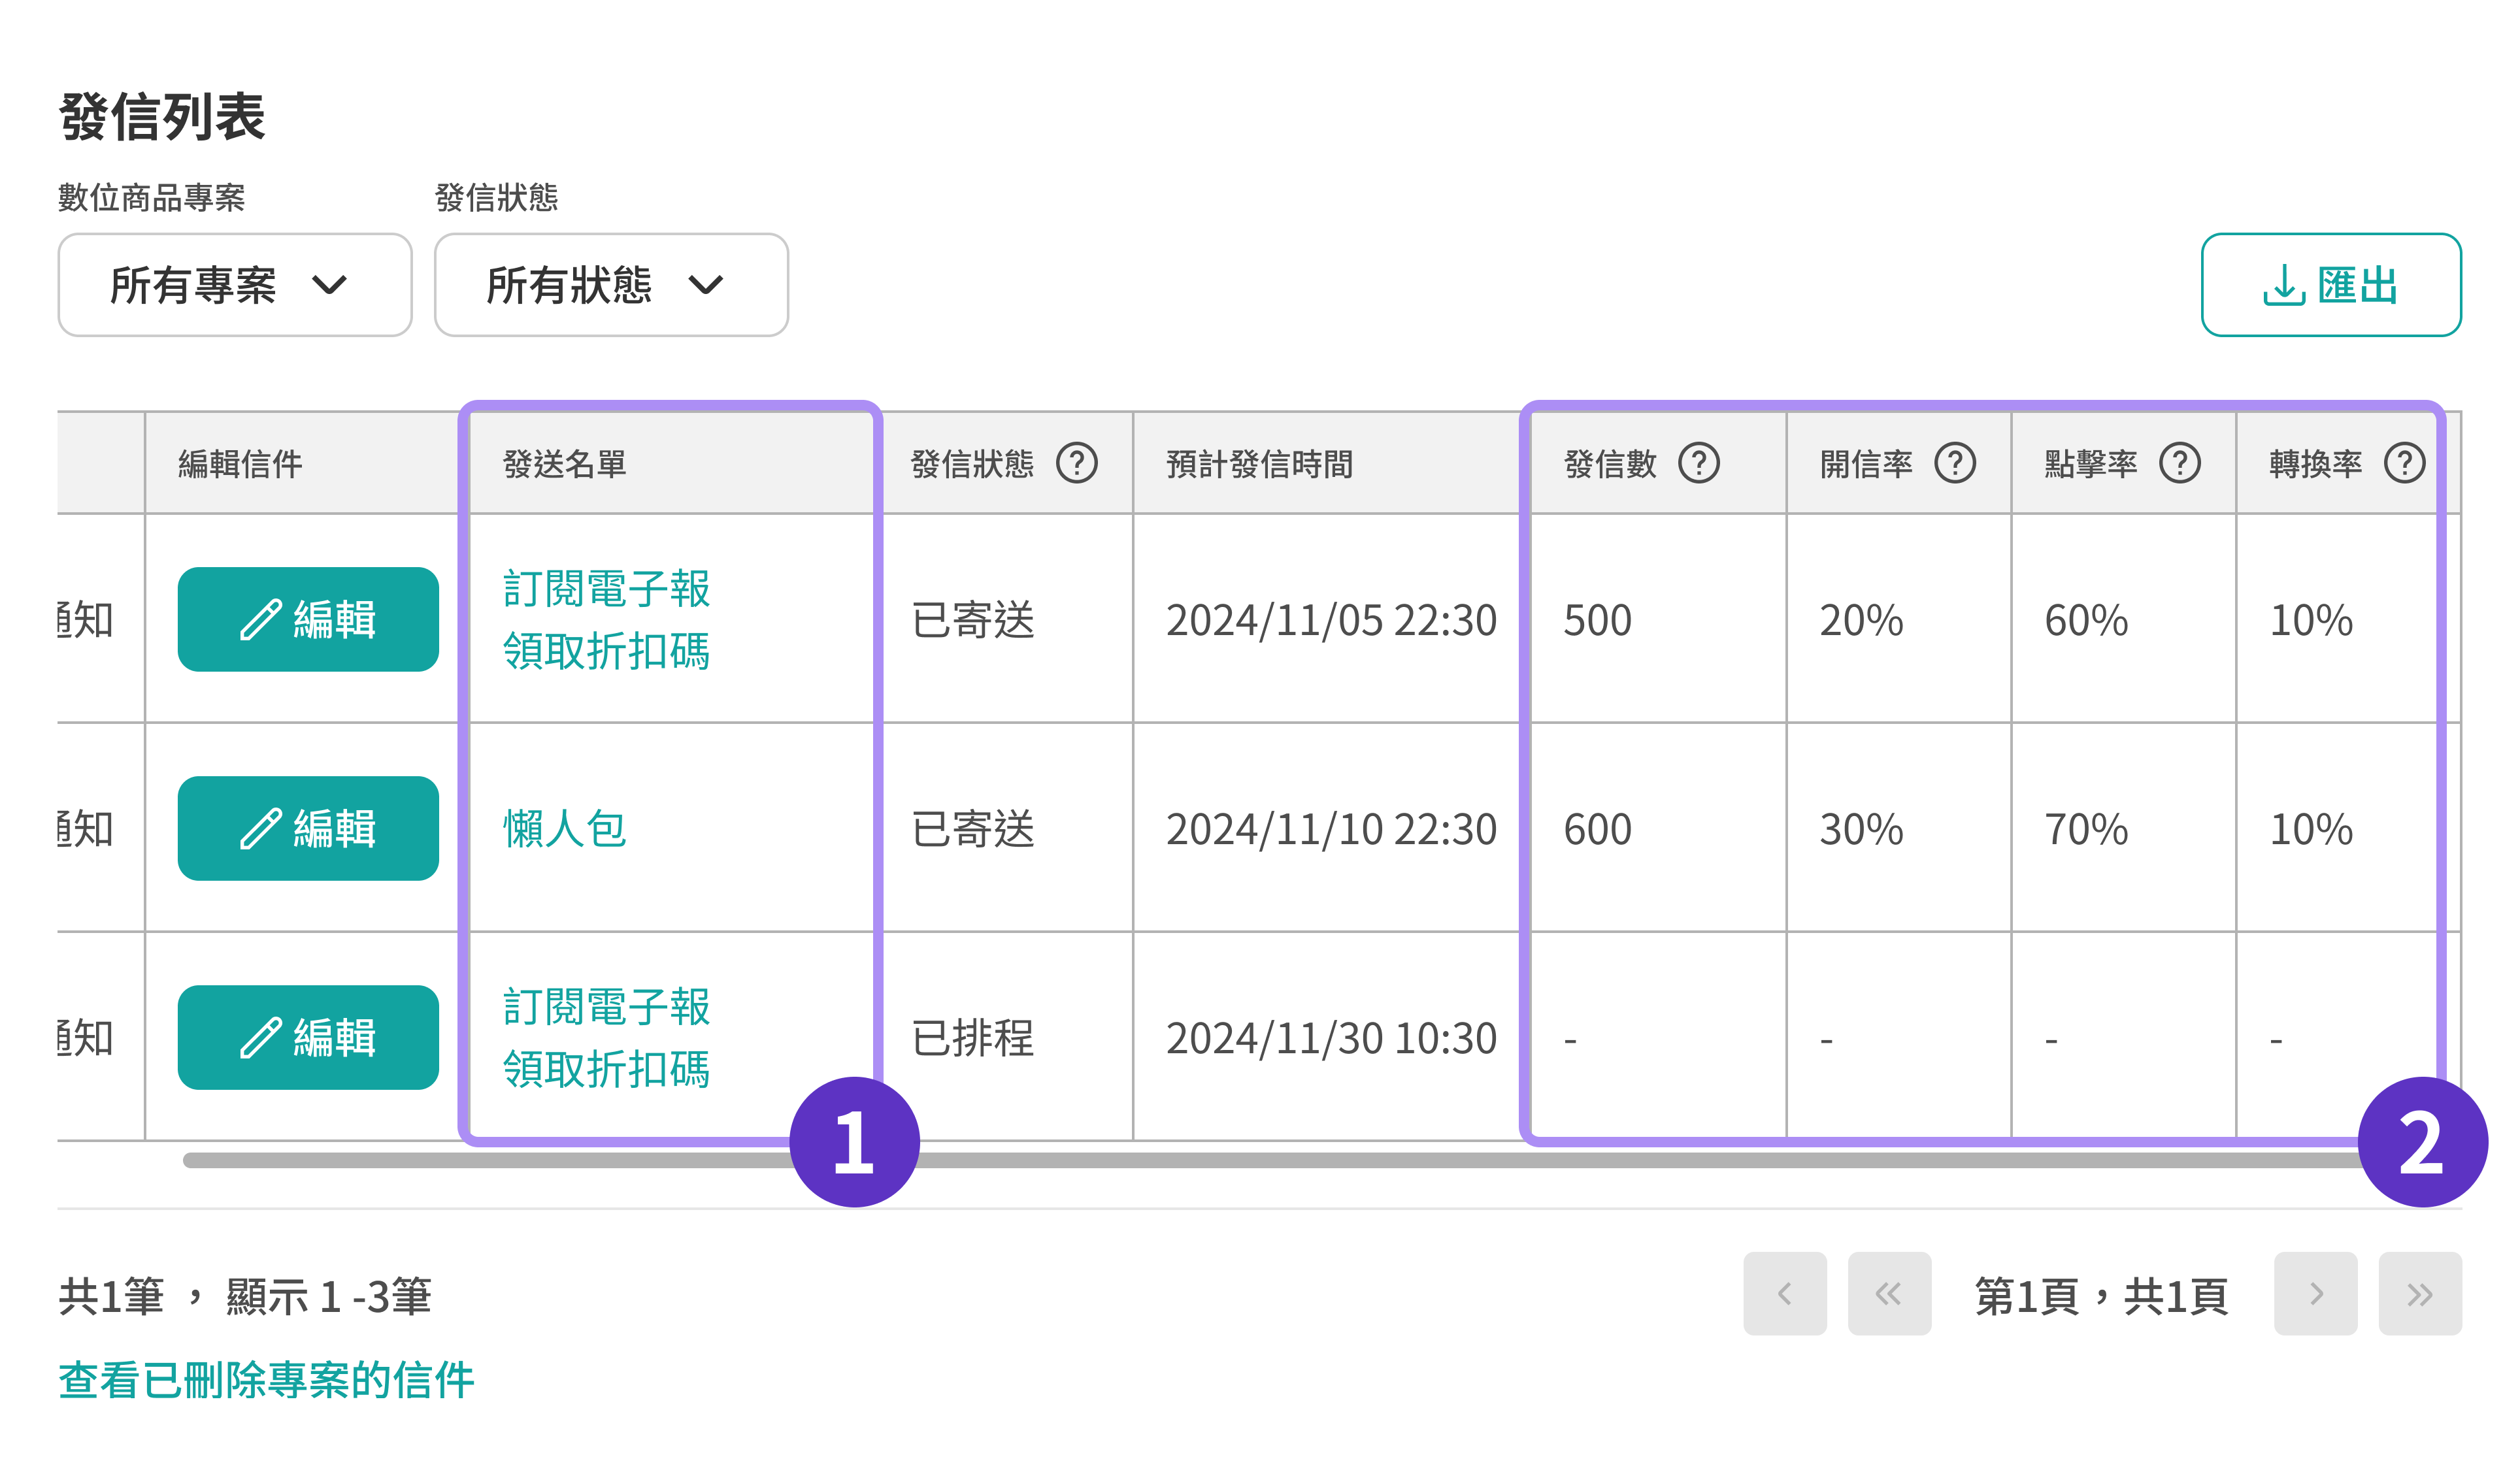 發信列表
數位商品專案 發信狀態
所有專案 所有狀態 匯出
編輯信件 發送名單 發信狀態 ? 預計發信時間 發信數 ? 開信率 ? 點擊率 ? 轉換率 ?
知 編輯 訂閱電子報 已寄送 2024/11/05 22:30 500 20% 60% 10%
領取折扣碼
知 編輯 懶人包 已寄送 2024/11/10 22:30 600 30% 70% 10%
知 編輯 訂閱電子報 已排程 2024/11/30 10:30 - - - -
領取折扣碼
1 2
共1筆 ， 顯示 1 -3筆 第1頁，共1頁
查看已刪除專案的信件